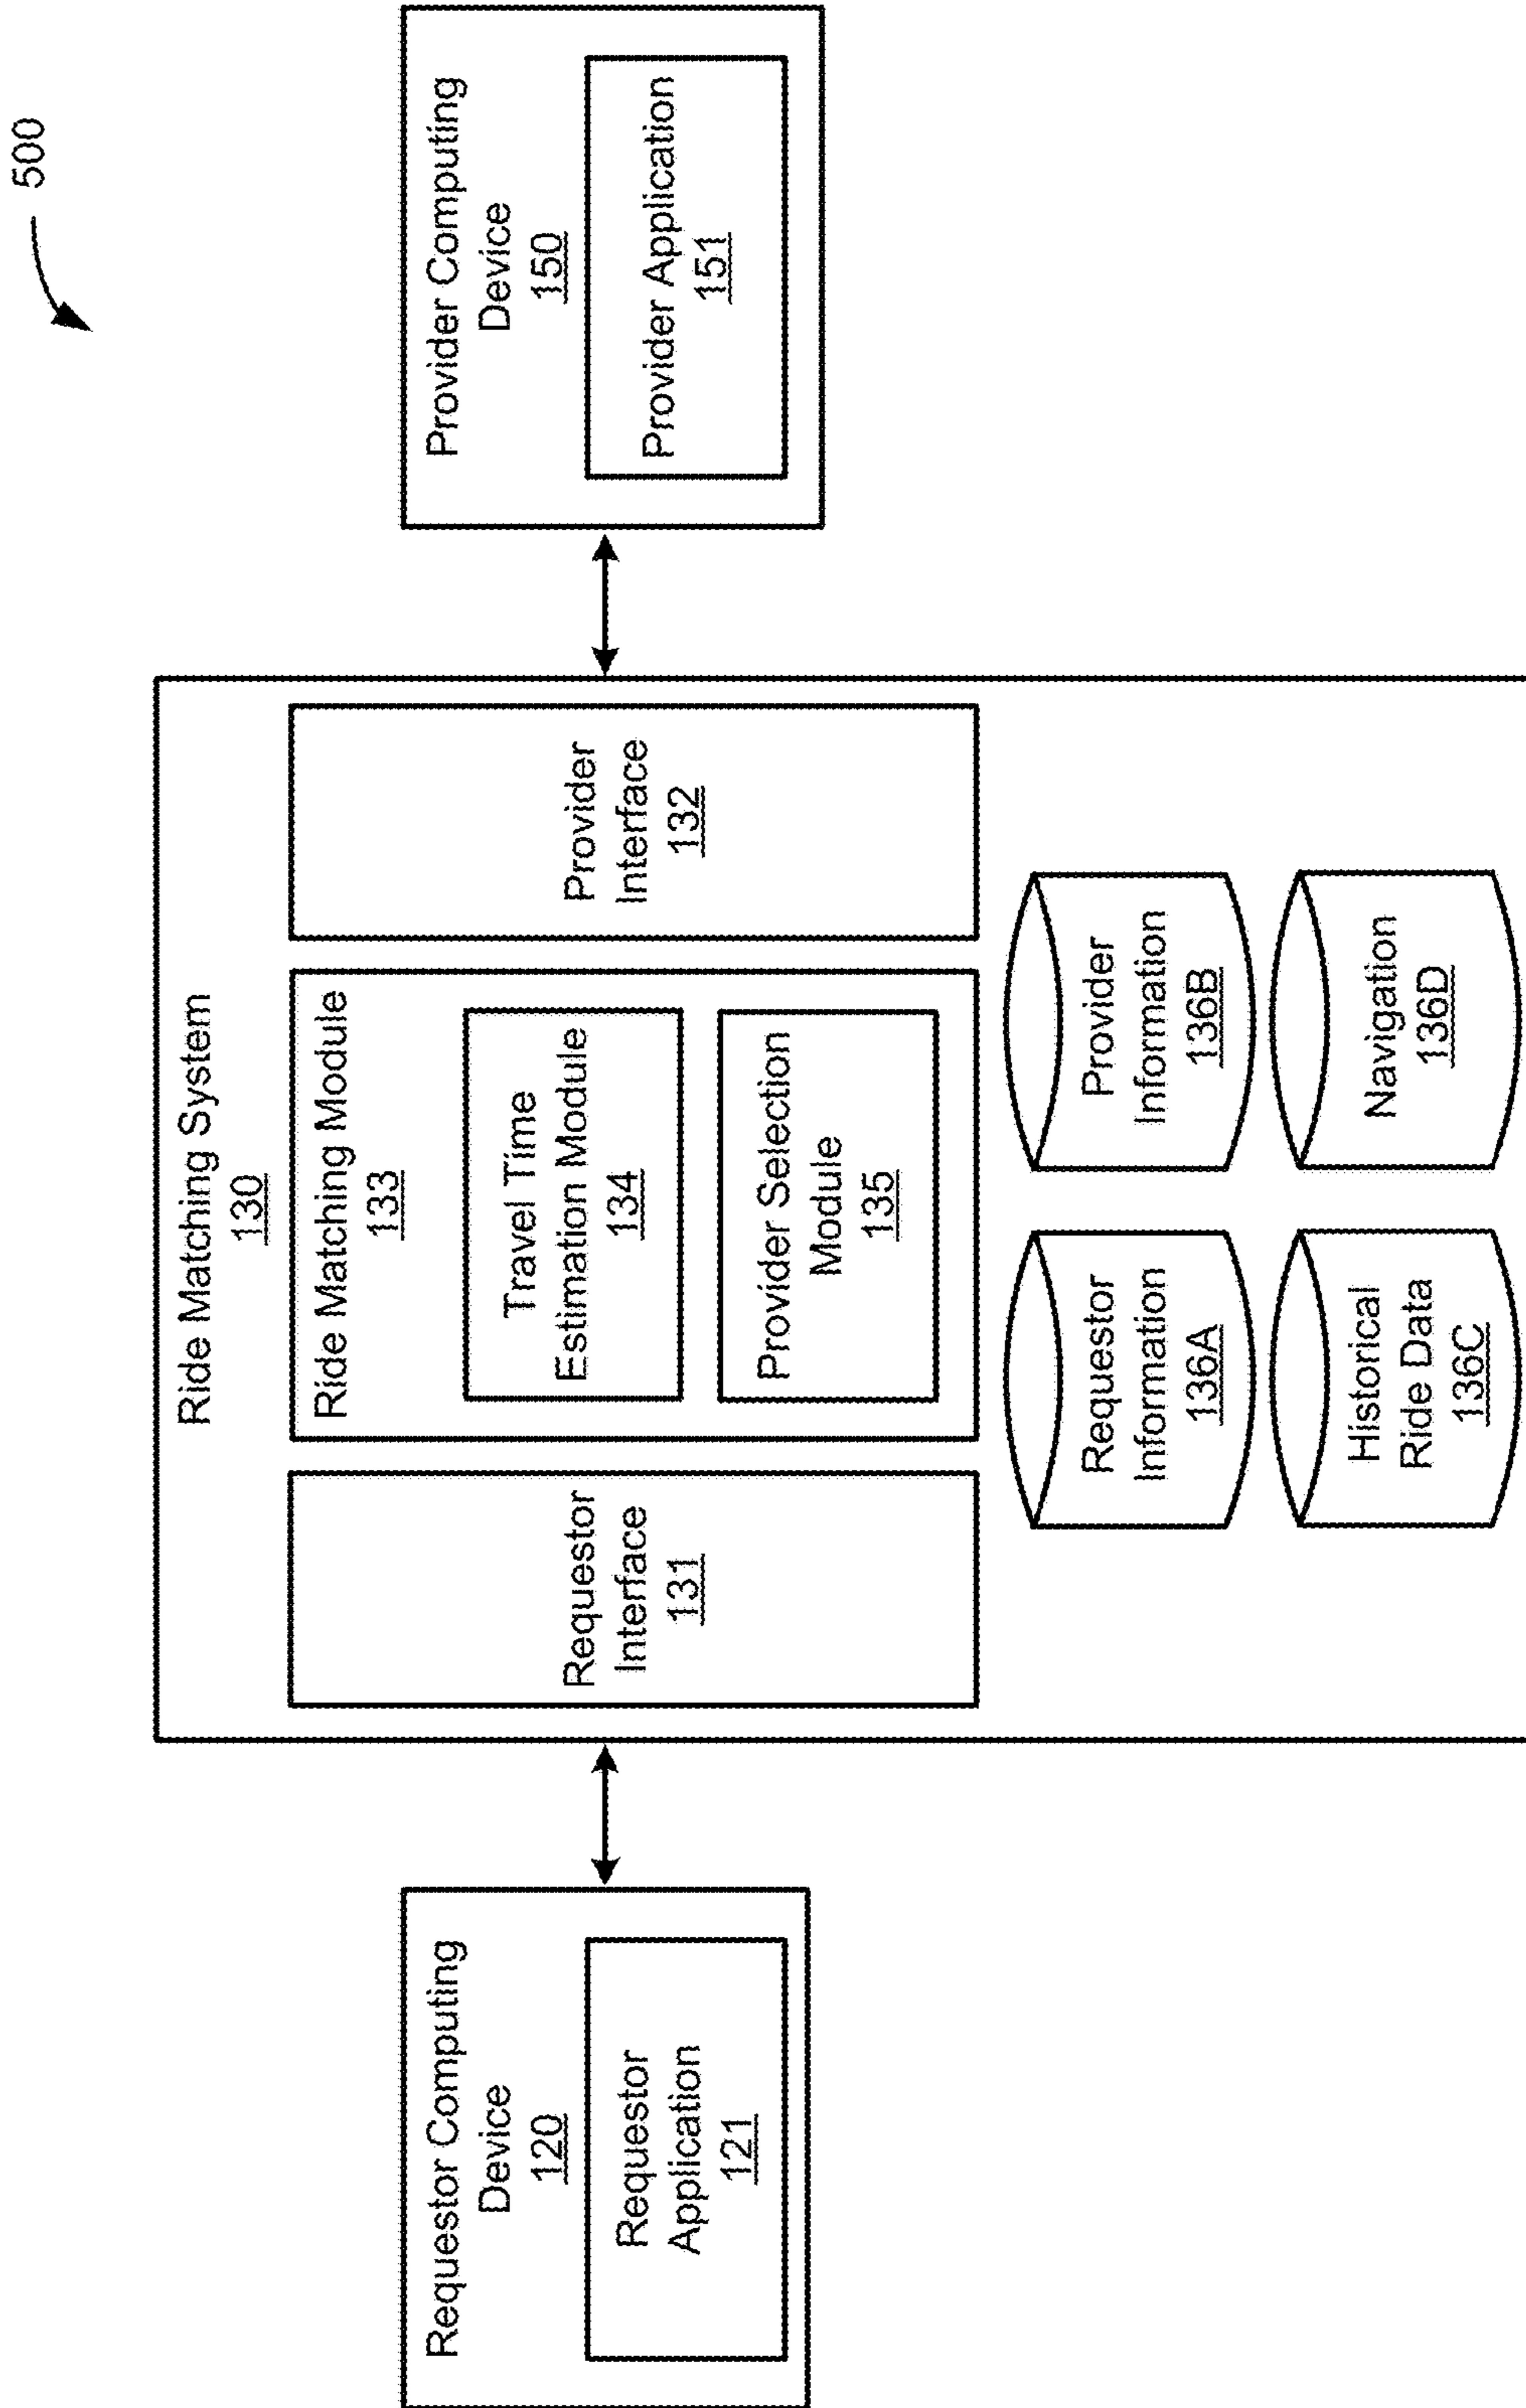 500
Requestor Computing
Device
120
Requestor
Application
121
Ride Matching System
130
Requestor
Interface
131
Ride Matching Module
133
Travel Time
Estimation Module
134
Provider Selection
Module
135
Provider
Interface
132
Requestor
Information
136A
Provider
Information
136B
Historical
Ride Data
136C
Navigation
136D
Provider Computing
Device
150
Provider Application
151